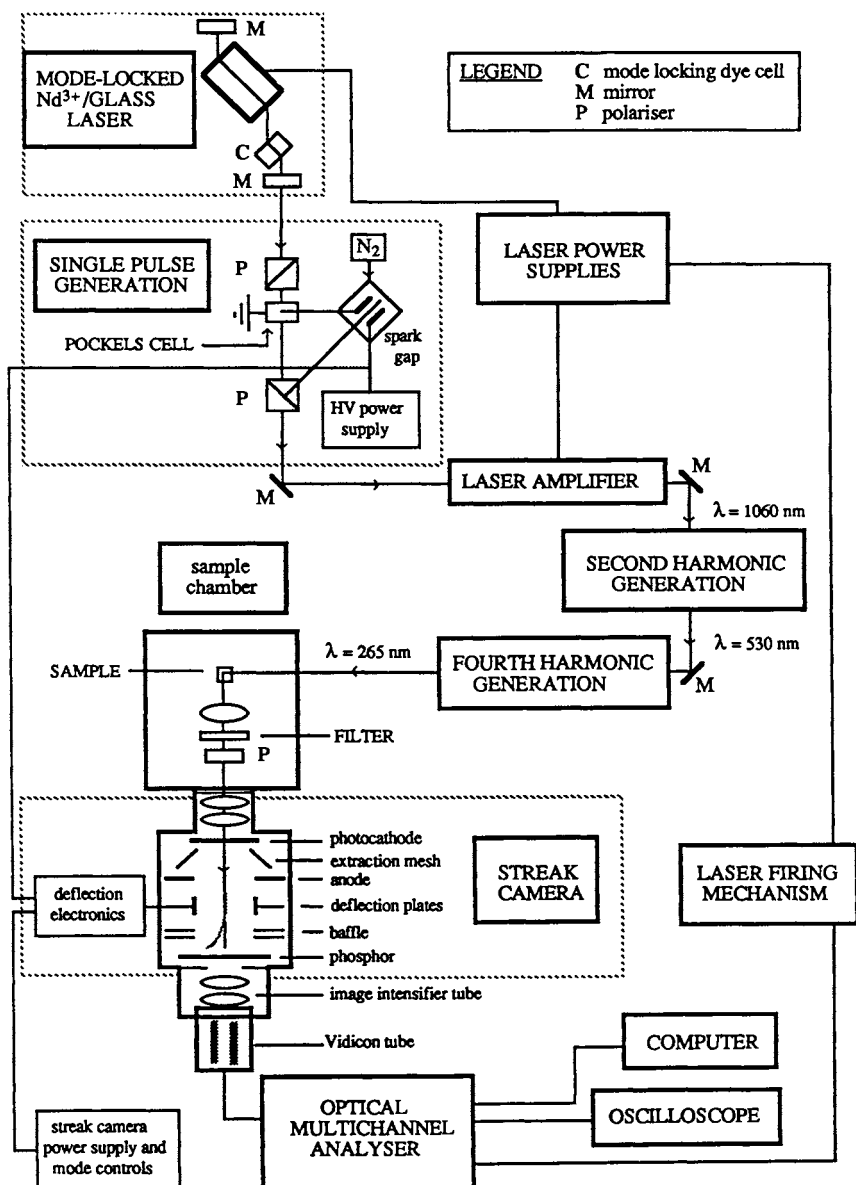 M
MODE-LOCKED
Nd3+/GLASS
LASER
C
M
LEGEND C mode locking dye cell
M mirror
P polariser
SINGLE PULSE
GENERATION
P
N2
POCKELS CELL
spark
gap
P
HV power
supply
LASER POWER
SUPPLIES
M
LASER AMPLIFIER
M
λ = 1060 nm
SECOND HARMONIC
GENERATION
λ = 530 nm
M
FOURTH HARMONIC
GENERATION
λ = 265 nm
sample
chamber
SAMPLE
FILTER
P
photocathode
extraction mesh
anode
deflection plates
baffle
phosphor
STREAK
CAMERA
deflection
electronics
LASER FIRING
MECHANISM
image intensifier tube
Vidicon tube
COMPUTER
OSCILLOSCOPE
OPTICAL
MULTICHANNEL
ANALYSER
streak camera
power supply and
mode controls